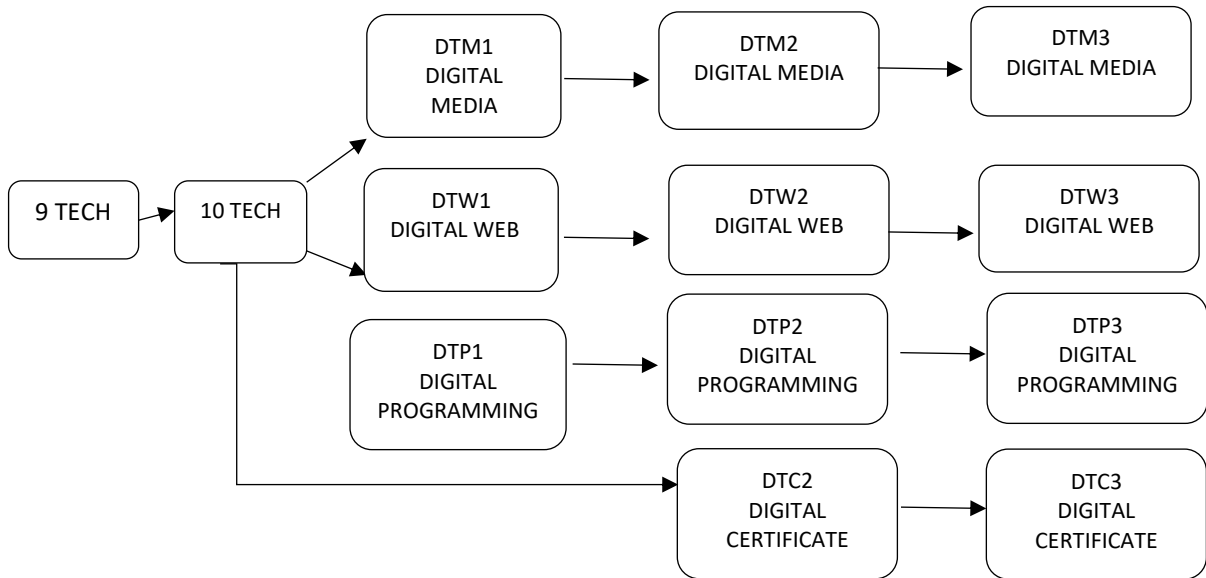 9 TECH
10 TECH
DTM1
DIGITAL
MEDIA
DTM2
DIGITAL MEDIA
DTM3
DIGITAL MEDIA
DTW1
DIGITAL WEB
DTW2
DIGITAL WEB
DTW3
DIGITAL WEB
DTP1
DIGITAL
PROGRAMMING
DTP2
DIGITAL
PROGRAMMING
DTP3
DIGITAL
PROGRAMMING
DTC2
DIGITAL
CERTIFICATE
DTC3
DIGITAL
CERTIFICATE